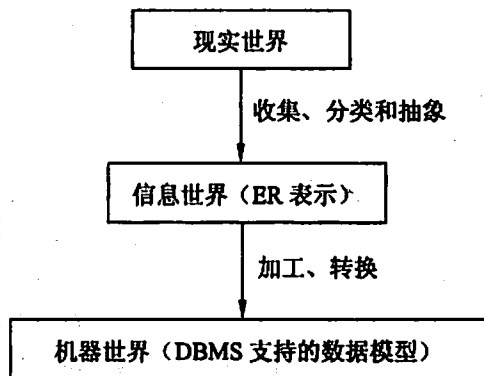 现实世界
收集、分类和抽象
信息世界（ER 表示）
加工、转换
机器世界（DBMS 支持的数据模型）